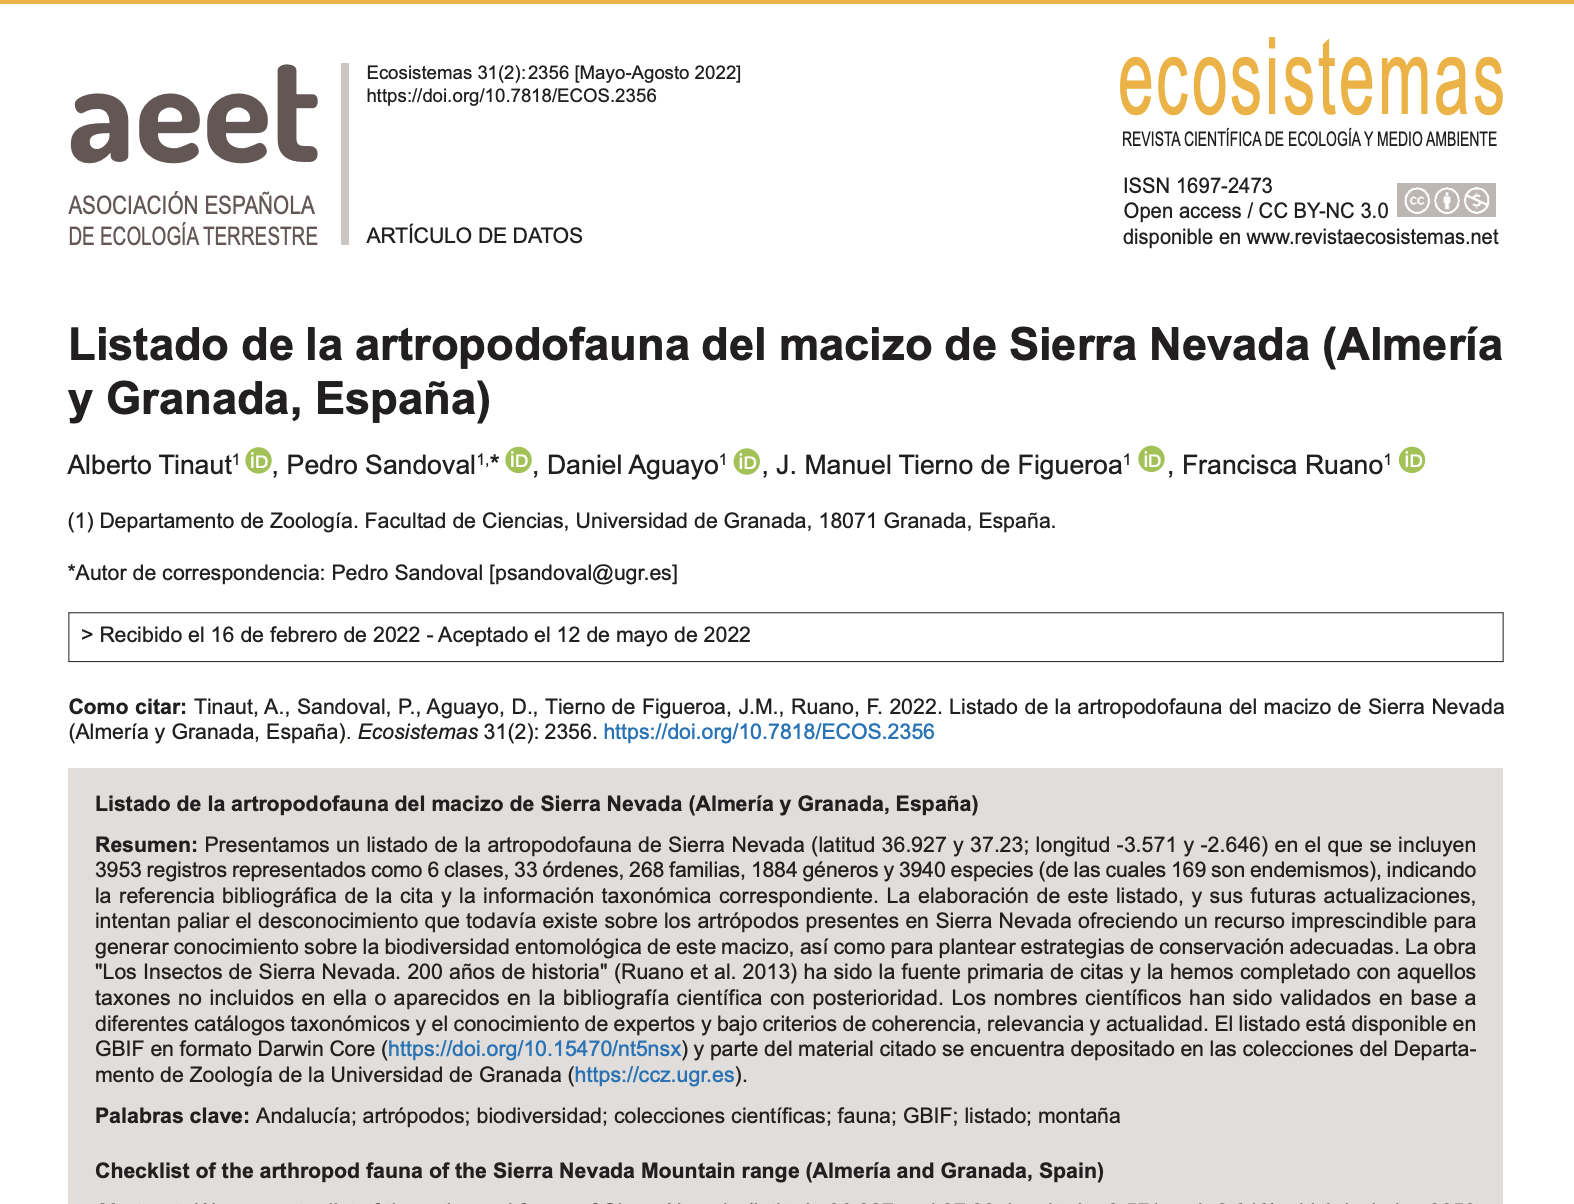 aeet
ASOCIACIÓN ESPAÑOLA
DE ECOLOGÍA TERRESTRE
Ecosistemas 31(2):2356 [Mayo-Agosto 2022]
https://doi.org/10.7818/ECOS.2356
ARTÍCULO DE DATOS
ecosistemas
REVISTA CIENTÍFICA DE ECOLOGÍA Y MEDIO AMBIENTE
ISSN 1697-2473
Open access / CC BY-NC 3.0
disponible en www.revistaecosistemas.net
Listado de la artropodofauna del macizo de Sierra Nevada (Almería
y Granada, España)
Alberto Tinaut¹ iD, Pedro Sandoval¹,* iD, Daniel Aguayo¹ iD, J. Manuel Tierno de Figueroa¹ iD, Francisca Ruano¹ iD
(1) Departamento de Zoología. Facultad de Ciencias, Universidad de Granada, 18071 Granada, España.
*Autor de correspondencia: Pedro Sandoval [psandoval@ugr.es]
> Recibido el 16 de febrero de 2022 - Aceptado el 12 de mayo de 2022
Como citar: Tinaut, A., Sandoval, P., Aguayo, D., Tierno de Figueroa, J.M., Ruano, F. 2022. Listado de la artropodofauna del macizo de Sierra Nevada
(Almería y Granada, España). Ecosistemas 31(2): 2356. https://doi.org/10.7818/ECOS.2356
Listado de la artropodofauna del macizo de Sierra Nevada (Almería y Granada, España)
Resumen: Presentamos un listado de la artropodofauna de Sierra Nevada (latitud 36.927 y 37.23; longitud -3.571 y -2.646) en el que se incluyen
3953 registros representados como 6 clases, 33 órdenes, 268 familias, 1884 géneros y 3940 especies (de las cuales 169 son endemismos), indicando
la referencia bibliográfica de la cita y la información taxonómica correspondiente. La elaboración de este listado, y sus futuras actualizaciones,
intentan paliar el desconocimiento que todavía existe sobre los artrópodos presentes en Sierra Nevada ofreciendo un recurso imprescindible para
generar conocimiento sobre la biodiversidad entomológica de este macizo, así como para plantear estrategias de conservación adecuadas. La obra
"Los Insectos de Sierra Nevada. 200 años de historia" (Ruano et al. 2013) ha sido la fuente primaria de citas y la hemos completado con aquellos
taxones no incluidos en ella o aparecidos en la bibliografía científica con posterioridad. Los nombres científicos han sido validados en base a
diferentes catálogos taxonómicos y el conocimiento de expertos y bajo criterios de coherencia, relevancia y actualidad. El listado está disponible en
GBIF en formato Darwin Core (https://doi.org/10.15470/nt5nsx) y parte del material citado se encuentra depositado en las colecciones del Departa-
mento de Zoología de la Universidad de Granada (https://ccz.ugr.es).
Palabras clave: Andalucía; artrópodos; biodiversidad; colecciones científicas; fauna; GBIF; listado; montaña
Checklist of the arthropod fauna of the Sierra Nevada Mountain range (Almería and Granada, Spain)